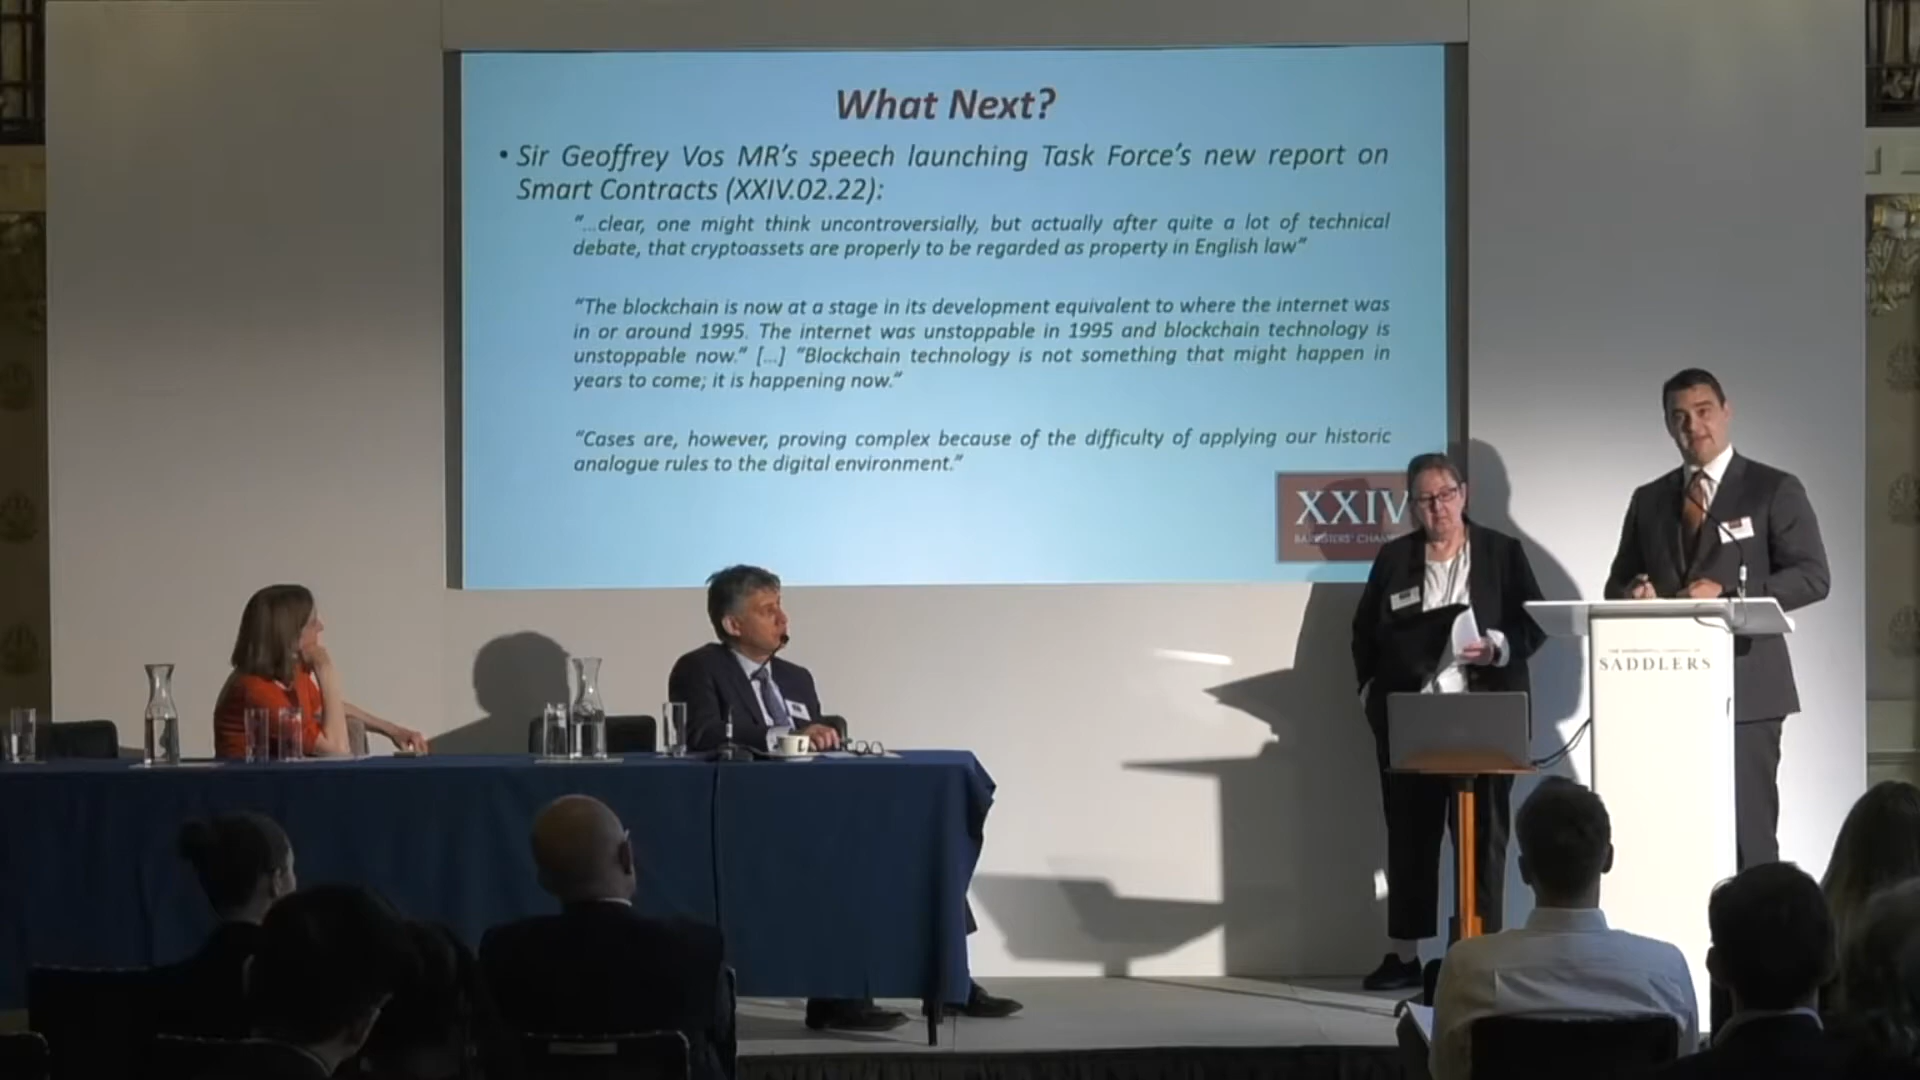 What Next?
• Sir Geoffrey Vos MR's speech launching Task Force's new report on
Smart Contracts (XXIV.02.22):
"…clear, one might think uncontroversially, but actually after quite a lot of technical
debate, that cryptoassets are properly to be regarded as property in English law"
"The blockchain is now at a stage in its development equivalent to where the internet was
in or around 1995. The internet was unstoppable in 1995 and blockchain technology is
unstoppable now." […] "Blockchain technology is not something that might happen in
years to come; it is happening now."
"Cases are, however, proving complex because of the difficulty of applying our historic
analogue rules to the digital environment."
XXIV
BARRISTERS' CHAM
SADDLERS